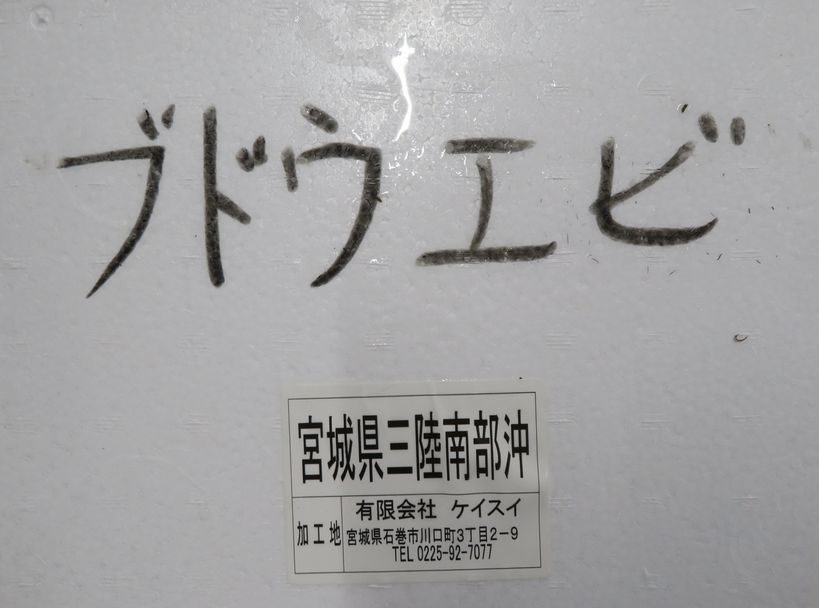 ブドウエビ
宮城県三陸南部沖
加工地
有限会社 ケイスイ
宮城県石巻市川口町3丁目2-9
TEL 0225-92-7077